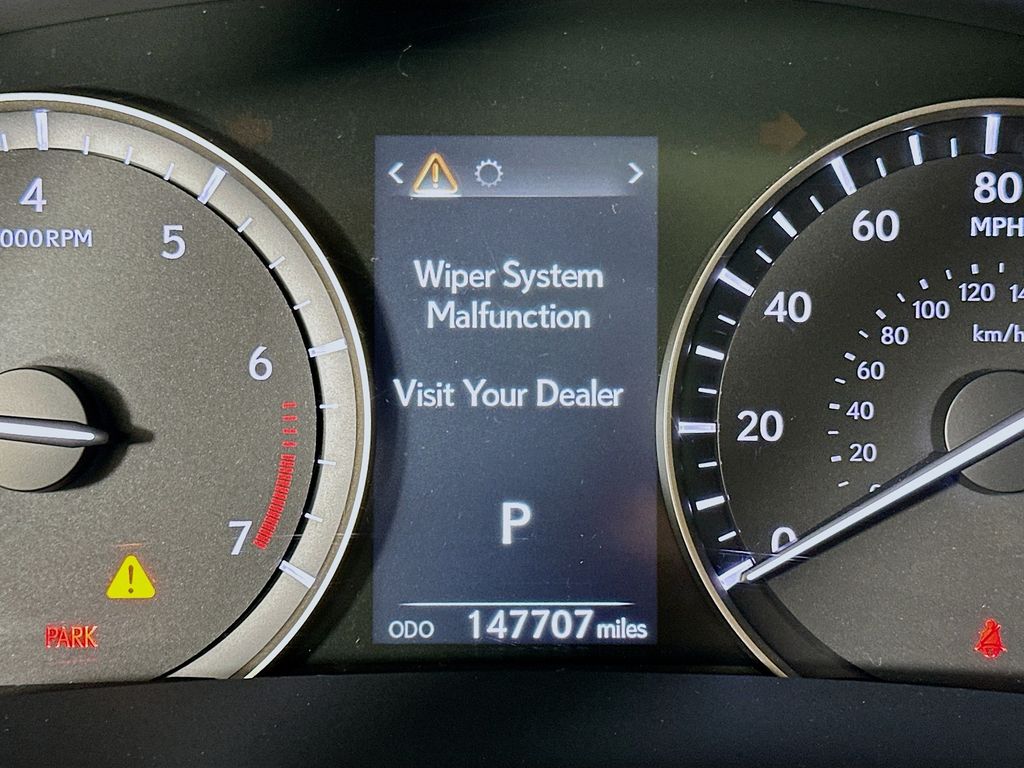 4
000RPM
5
6
7
PARK
Wiper System
Malfunction
Visit Your Dealer
P
ODO 147707 miles
80
MPH
60
40
20
0
120
100
80
km/h
60
40
20